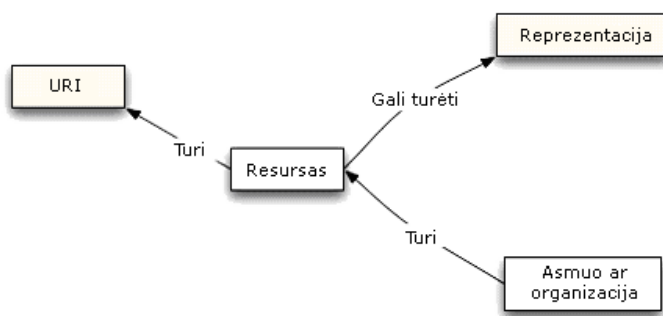 Reprezentacija
URI
Gali turėti
Turi
Resursas
Turi
Asmuo ar
organizacija